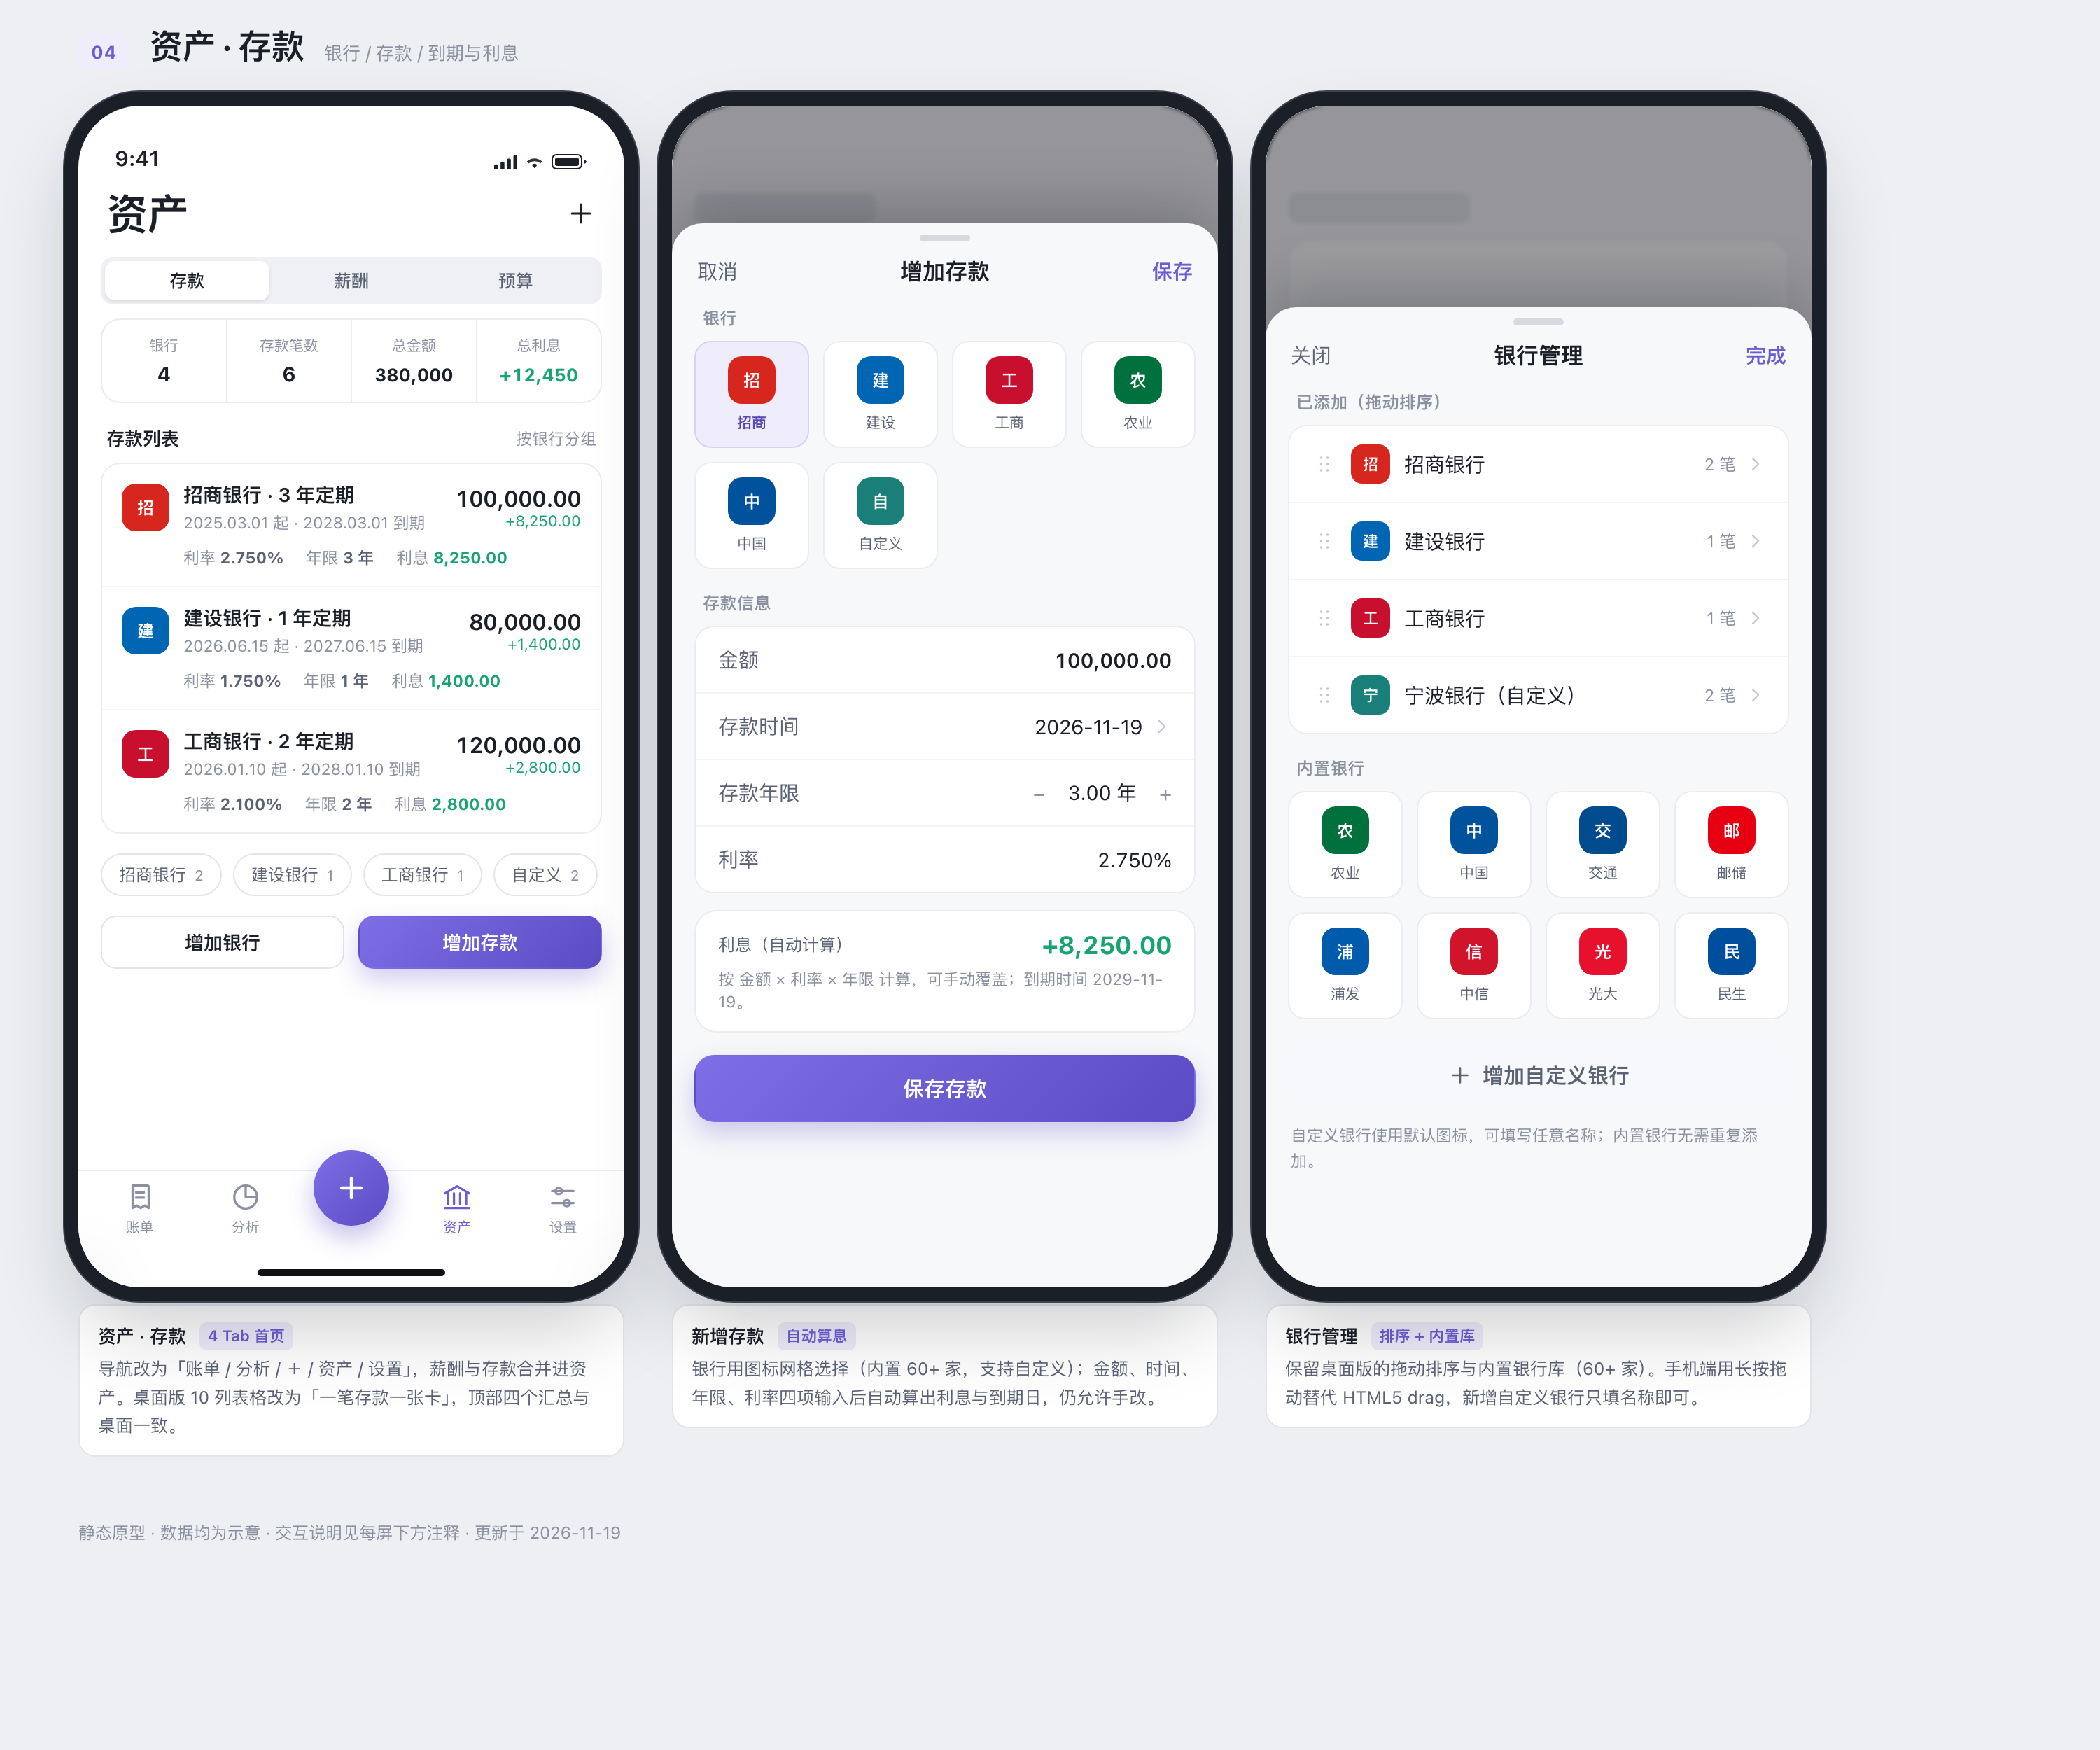 04 资产 · 存款 银行 / 存款 / 到期与利息
9:41
资产
存款 薪酬 预算
银行 存款笔数 总金额 总利息
4 6 380,000 +12,450
存款列表 按银行分组
招 招商银行 · 3 年定期 100,000.00
2025.03.01 起 · 2028.03.01 到期 +8,250.00
利率 2.750% 年限 3 年 利息 8,250.00
建 建设银行 · 1 年定期 80,000.00
2026.06.15 起 · 2027.06.15 到期 +1,400.00
利率 1.750% 年限 1 年 利息 1,400.00
工 工商银行 · 2 年定期 120,000.00
2026.01.10 起 · 2028.01.10 到期 +2,800.00
利率 2.100% 年限 2 年 利息 2,800.00
招商银行 2 建设银行 1 工商银行 1 自定义 2
增加银行 增加存款
账单 分析 资产 设置
资产 · 存款 4 Tab 首页
导航改为「账单 / 分析 / + / 资产 / 设置」，薪酬与存款合并进资
产。桌面版 10 列表格改为「一笔存款一张卡」，顶部四个汇总与
桌面一致。
取消 增加存款 保存
银行
招 建 工 农
招商 建设 工商 农业
中 自
中国 自定义
存款信息
金额 100,000.00
存款时间 2026-11-19
存款年限 − 3.00 年 +
利率 2.750%
利息（自动计算） +8,250.00
按 金额 × 利率 × 年限 计算，可手动覆盖；到期时间 2029-11-
19。
保存存款
新增存款 自动算息
银行用图标网格选择（内置 60+ 家，支持自定义）；金额、时间、
年限、利率四项输入后自动算出利息与到期日，仍允许手改。
关闭 银行管理 完成
已添加（拖动排序）
招 招商银行 2 笔
建 建设银行 1 笔
工 工商银行 1 笔
宁 宁波银行（自定义） 2 笔
内置银行
农 中 交 邮
农业 中国 交通 邮储
浦 信 光 民
浦发 中信 光大 民生
+ 增加自定义银行
自定义银行使用默认图标，可填写任意名称；内置银行无需重复添
加。
银行管理 排序 + 内置库
保留桌面版的拖动排序与内置银行库（60+ 家）。手机端用长按拖
动替代 HTML5 drag，新增自定义银行只填名称即可。
静态原型 · 数据均为示意 · 交互说明见每屏下方注释 · 更新于 2026-11-19